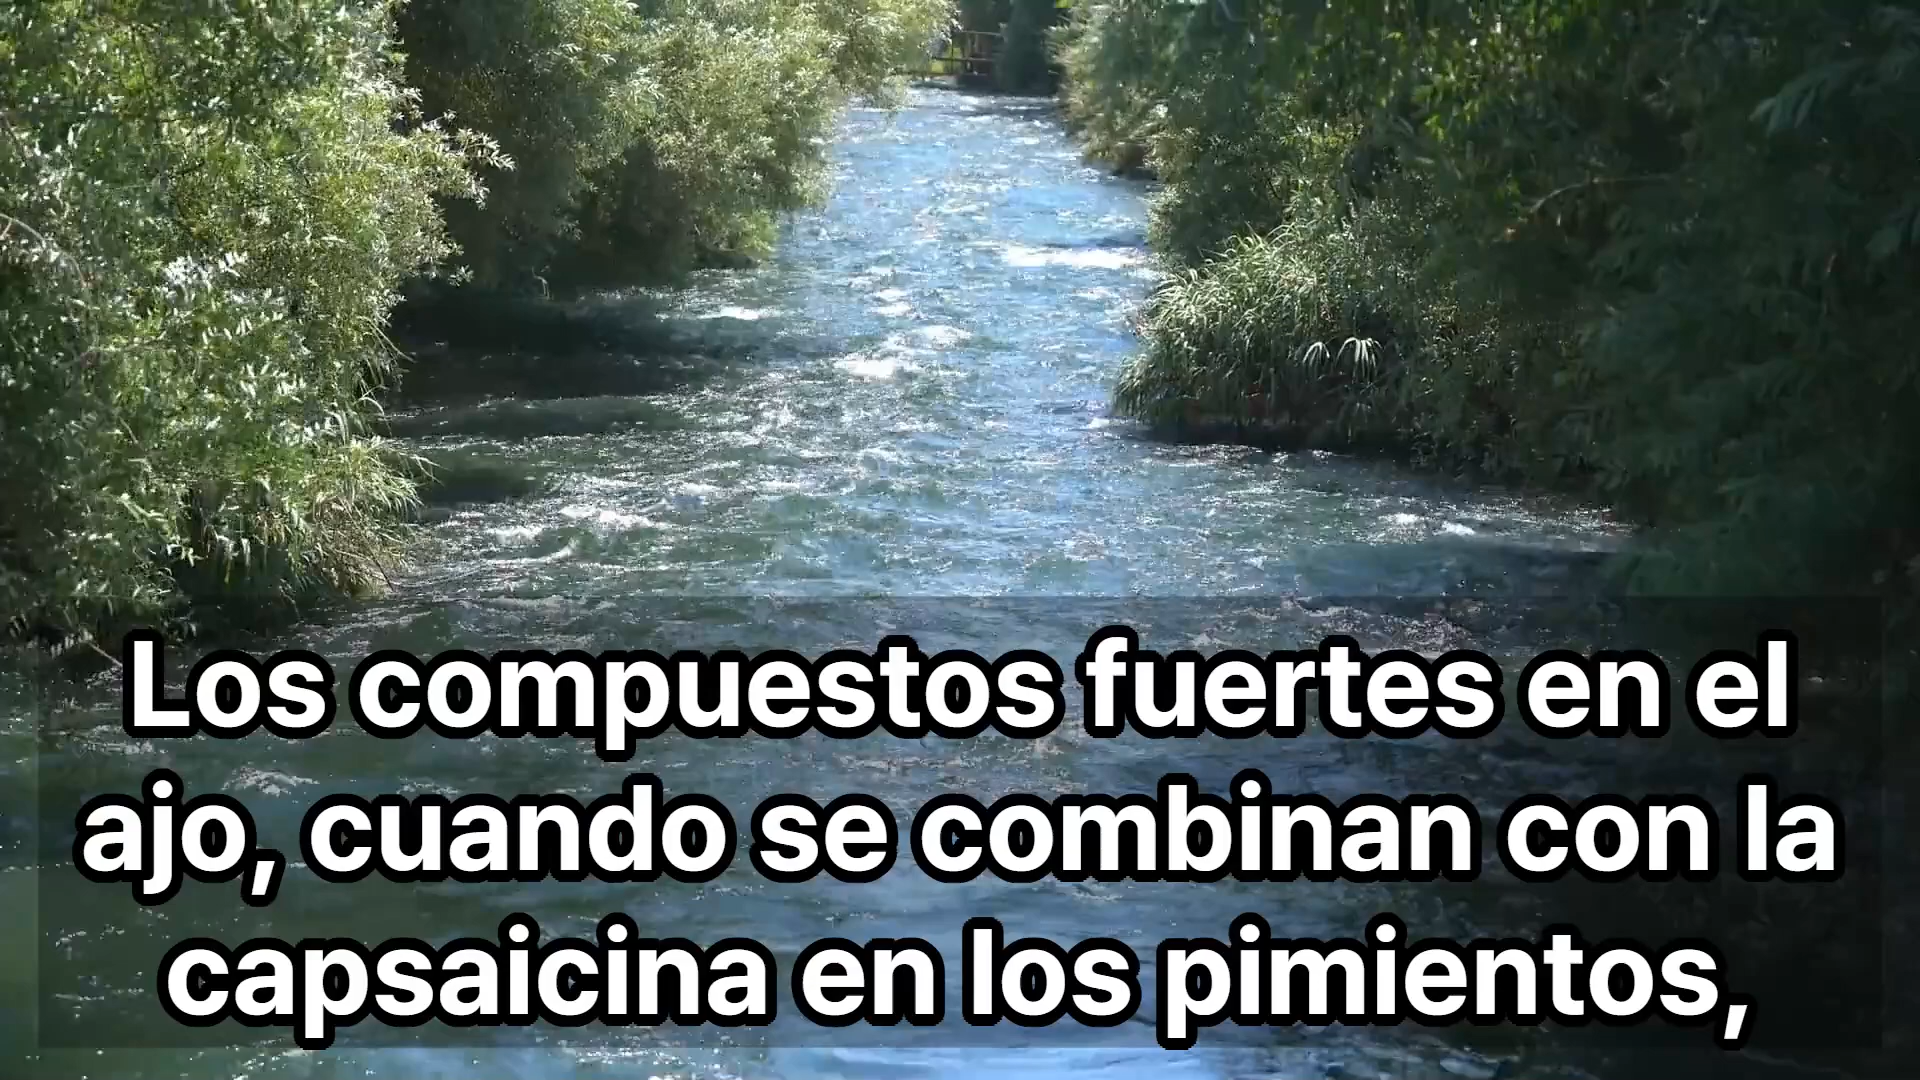 Los compuestos fuertes en el
ajo, cuando se combinan con la
capsaicina en los pimientos,